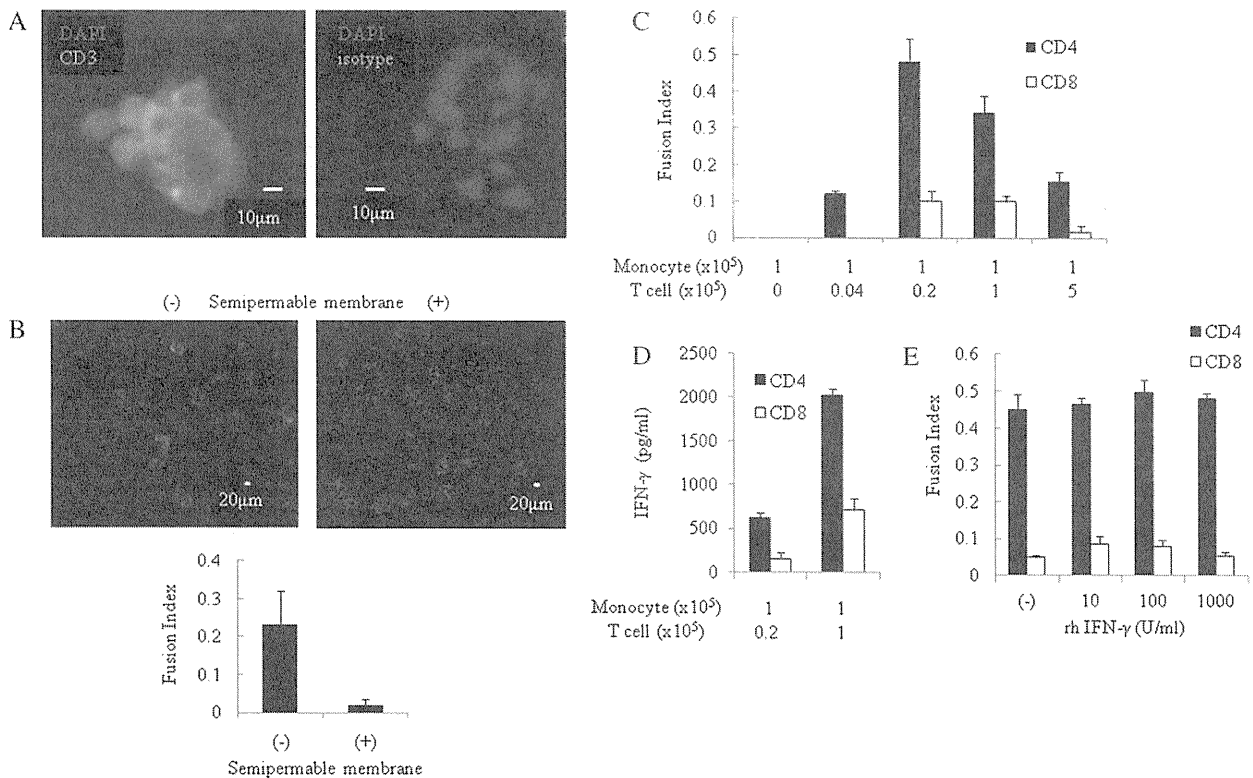 A
DAPI
CD3
10μm
DAPI
isotype
10μm
(-) Semipermable membrane (+)
B
20μm
20μm
Fusion Index
0.4
0.3
0.2
0.1
0
(-) (+)
Semipermable membrane
C
Fusion Index
0.6
0.5
0.4
0.3
0.2
0.1
0
CD4
CD8
Monocyte (x10⁵) 1 1 1 1 1
T cell (x10⁵) 0 0.04 0.2 1 5
D
IFN-γ (pg/ml)
2500
2000
1500
1000
500
0
CD4
CD8
Monocyte (x10⁵) 1 1
T cell (x10⁵) 0.2 1
E
CD4
CD8
Fusion Index
0.6
0.5
0.4
0.3
0.2
0.1
0
(-) 10 100 1000
rh IFN-γ (U/ml)